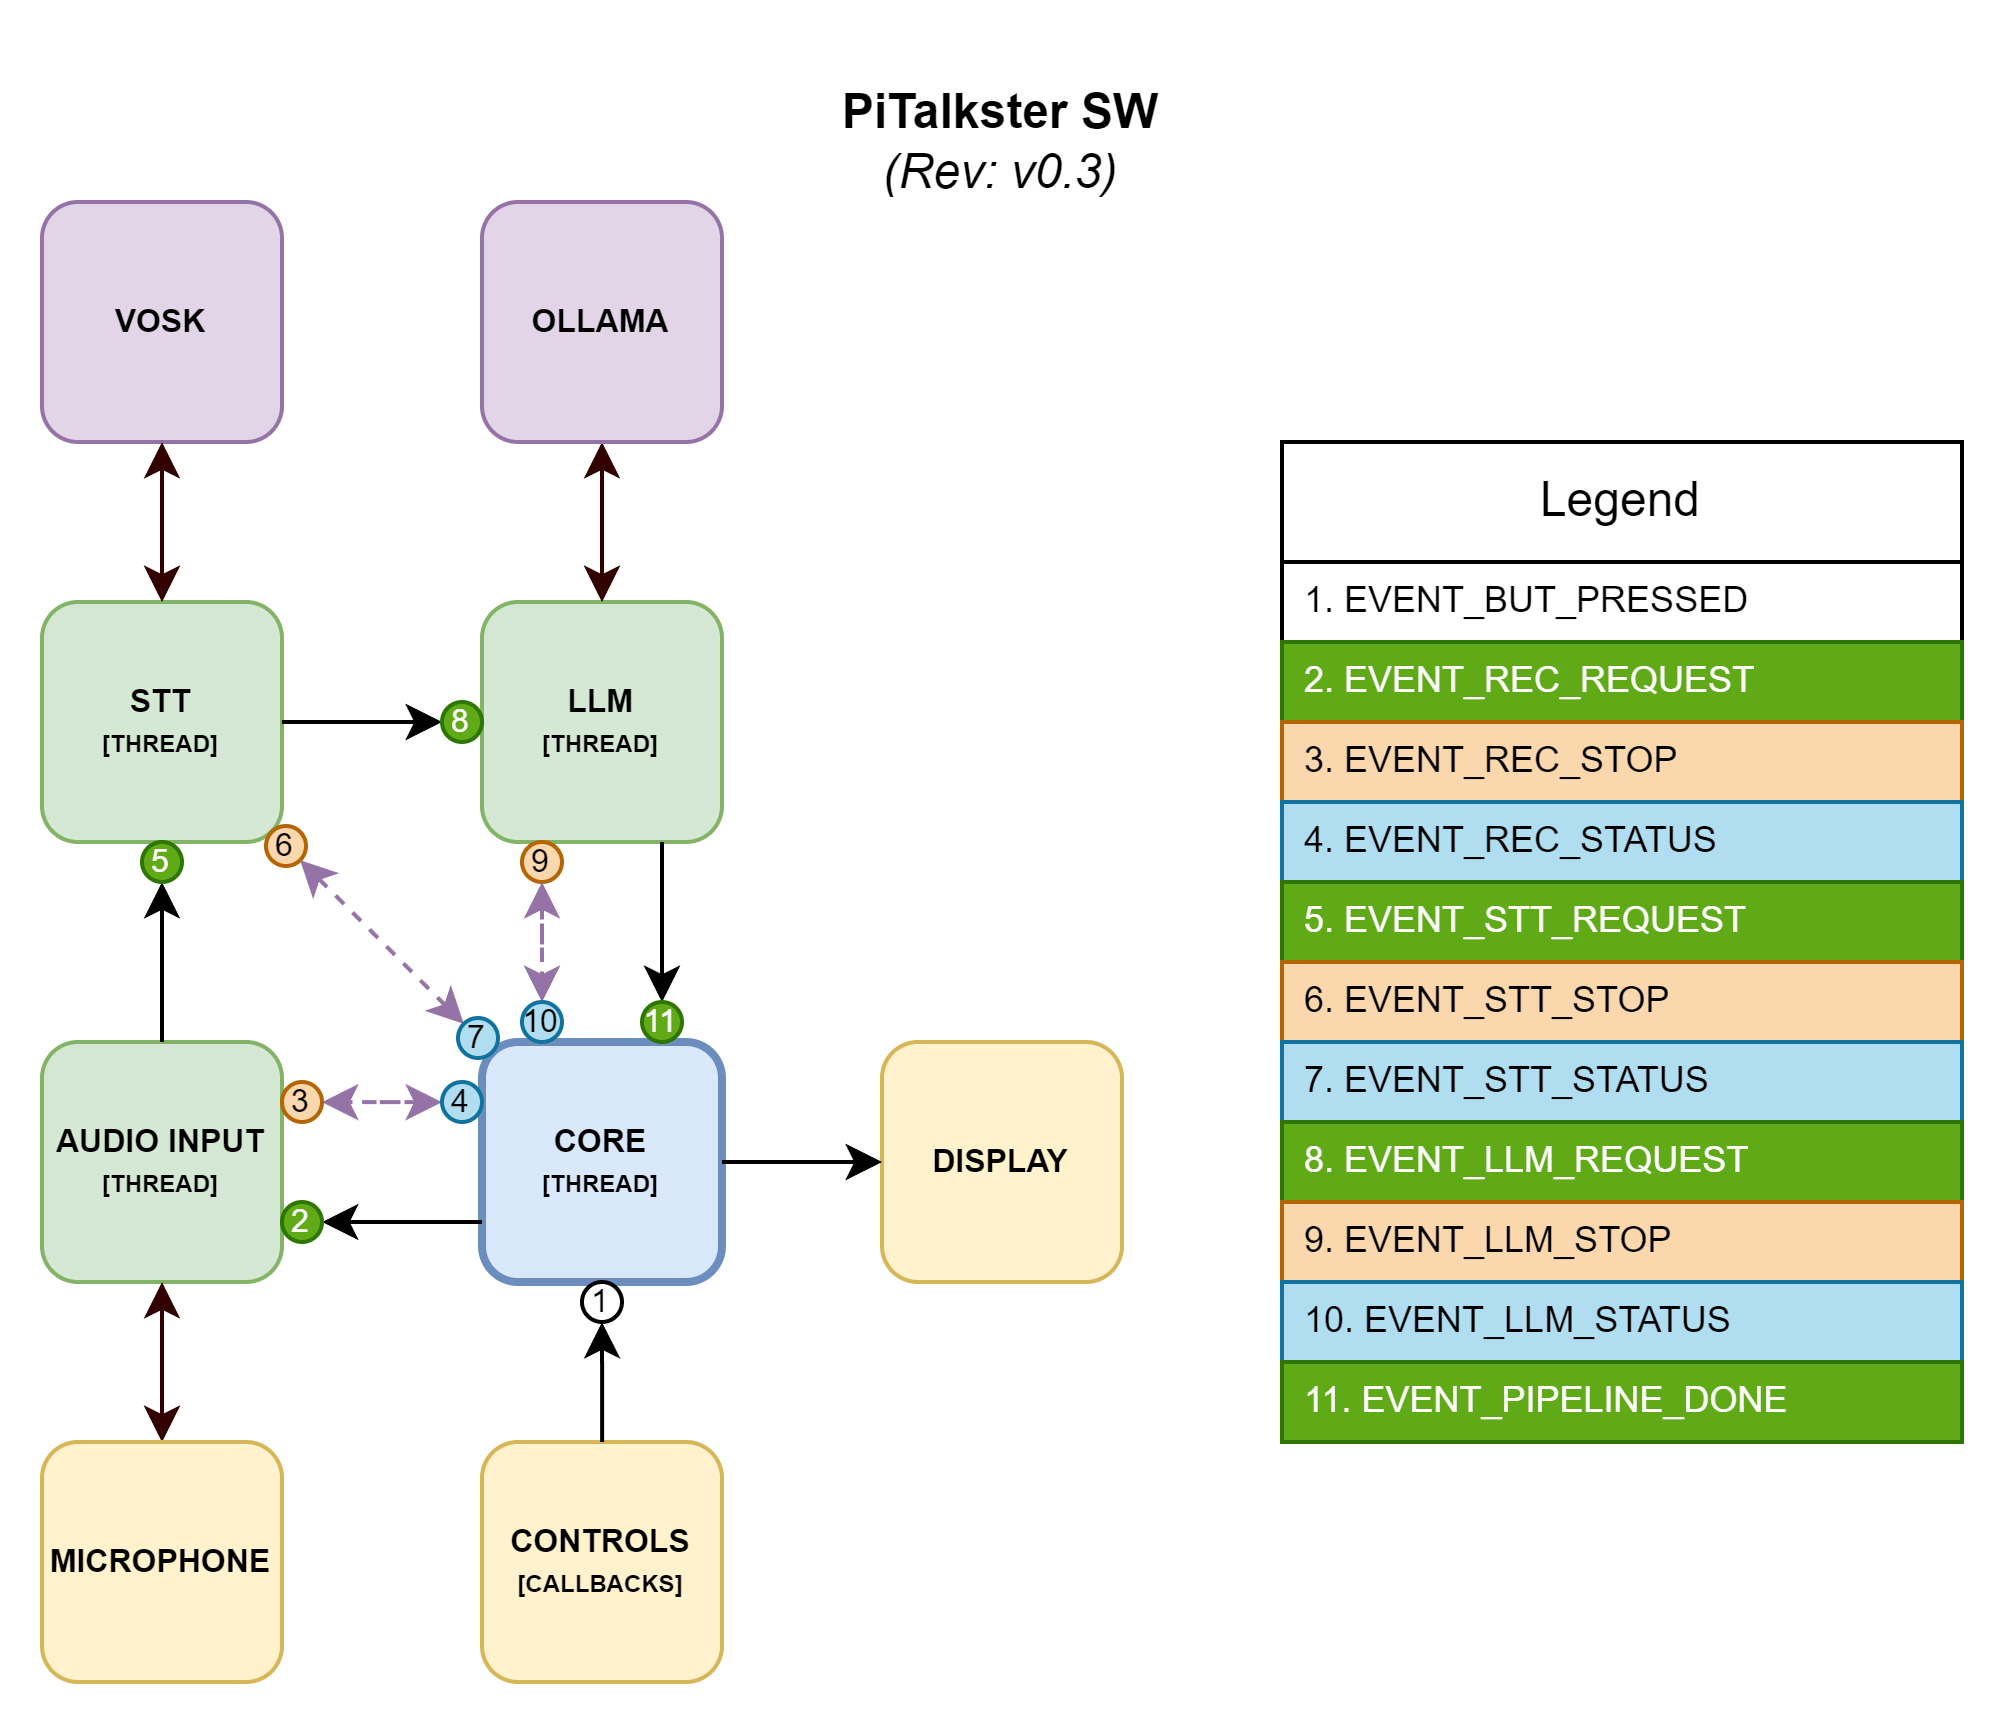 PiTalkster SW
(Rev: v0.3)
VOSK
OLLAMA
STT
[THREAD]
8
LLM
[THREAD]
5
6
9
7
10
11
AUDIO INPUT
[THREAD]
3
4
2
CORE
[THREAD]
1
DISPLAY
MICROPHONE
CONTROLS
[CALLBACKS]
Legend
1. EVENT_BUT_PRESSED
2. EVENT_REC_REQUEST
3. EVENT_REC_STOP
4. EVENT_REC_STATUS
5. EVENT_STT_REQUEST
6. EVENT_STT_STOP
7. EVENT_STT_STATUS
8. EVENT_LLM_REQUEST
9. EVENT_LLM_STOP
10. EVENT_LLM_STATUS
11. EVENT_PIPELINE_DONE